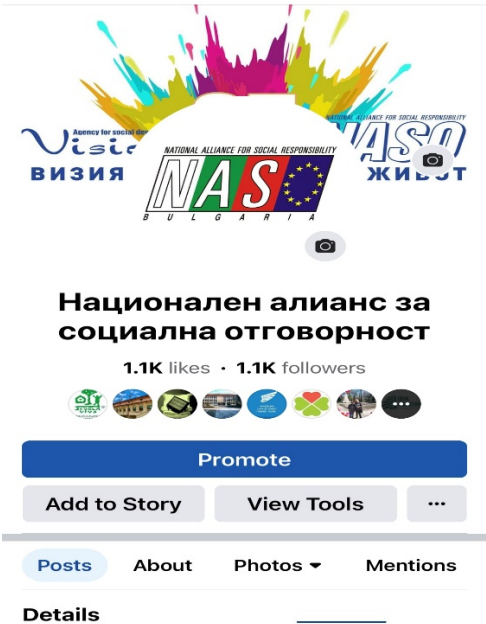 Agency for social de
Visi
ВИЗИЯ
NATIONAL ALLIANCE FOR SOCIAL RESPONSIBILITY
NASO
BULGARIA
NATIONAL ALLIANCE FOR SOCIAL RESPONSIBILITY
NASO
Национален алианс за
социална отговорност
1.1K likes · 1.1K followers
Promote
Add to Story
View Tools
...
Posts
About
Photos
Mentions
Details